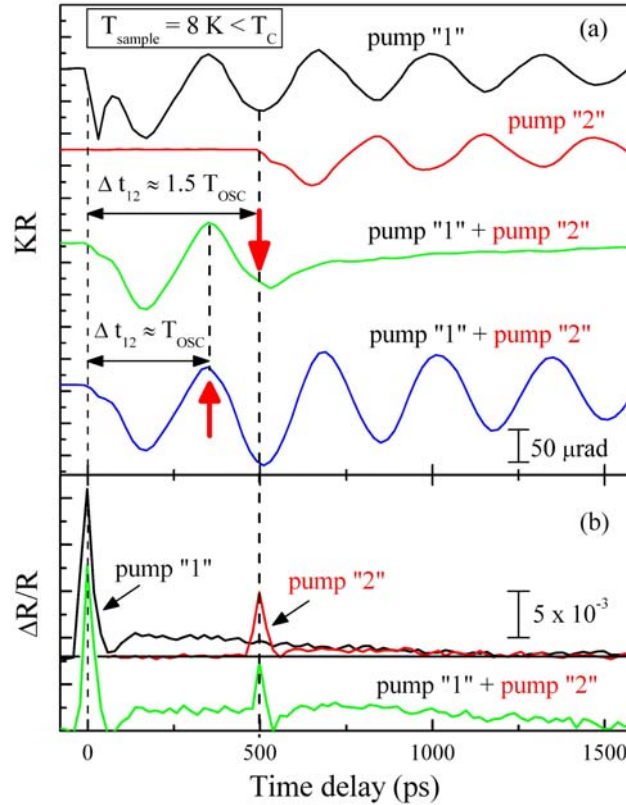 T_sample = 8 K < T_C
(a)
pump "1"
pump "2"
Δ t_12 ≈ 1.5 T_OSC
pump "1" + pump "2"
Δ t_12 ≈ T_OSC
pump "1" + pump "2"
50 μrad
KR
(b)
pump "1"
pump "2"
5 x 10^-3
pump "1" + pump "2"
ΔR/R
0 500 1000 1500
Time delay (ps)